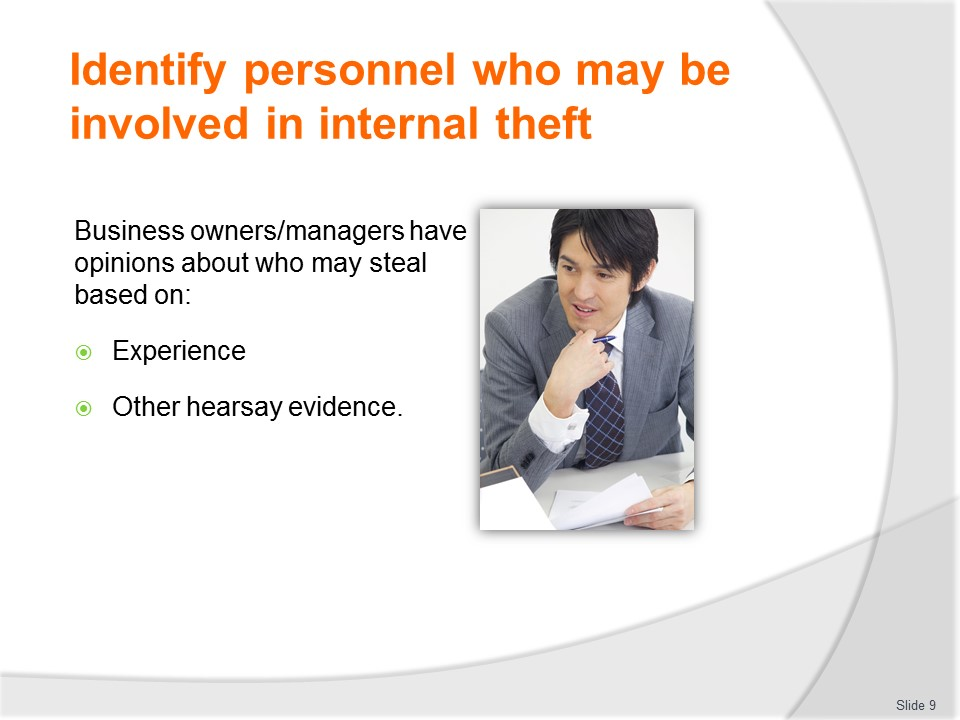 Identify personnel who may be
involved in internal theft
Business owners/managers have
opinions about who may steal
based on:
Experience
Other hearsay evidence.
Slide 9